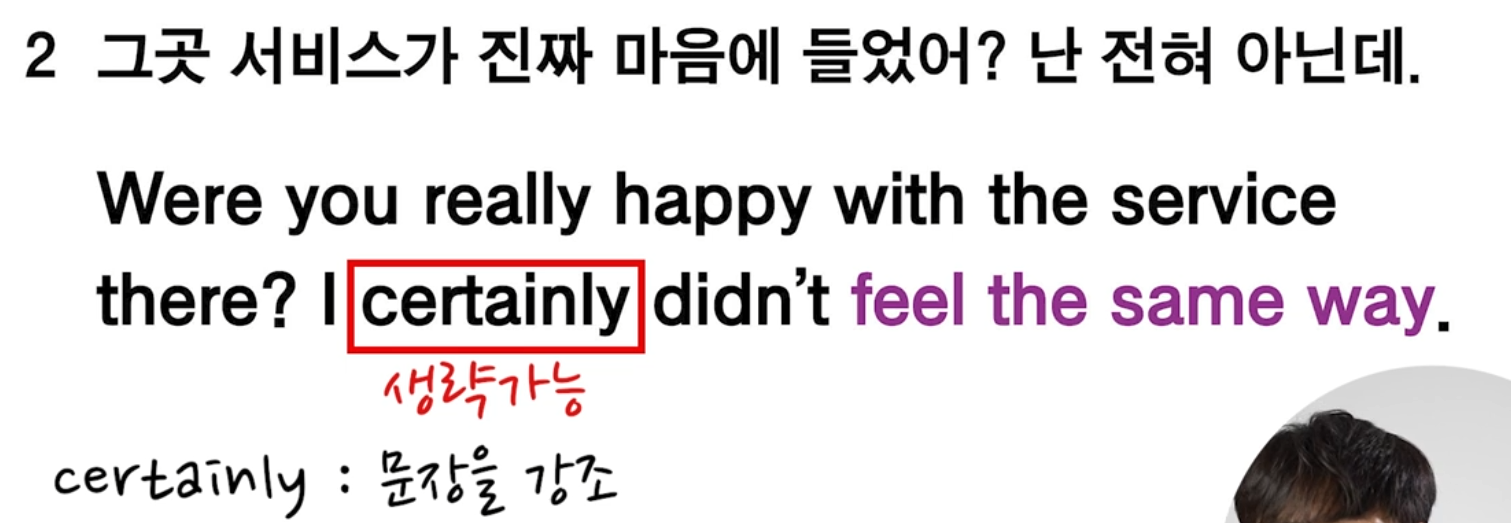 2 그곳 서비스가 진짜 마음에 들었어? 난 전혀 아닌데.
Were you really happy with the service
there? I certainly didn’t feel the same way.
생략가능
certainly : 문장을 강조